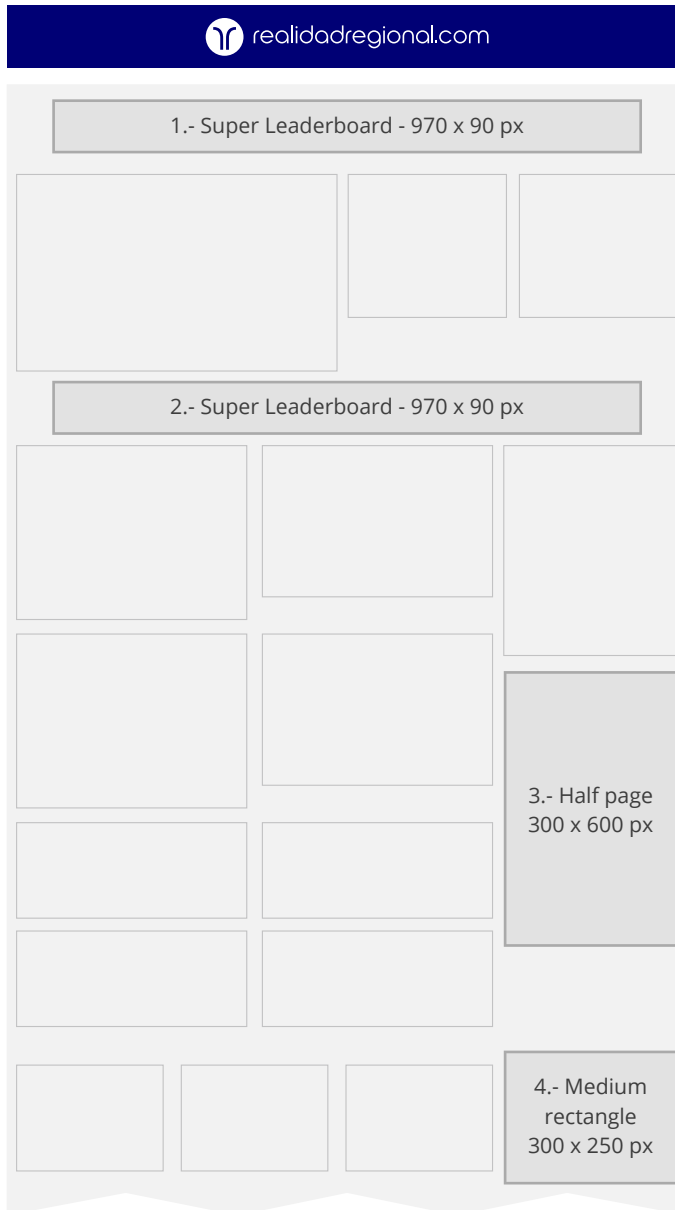 realidadregional.com
1.- Super Leaderboard - 970 x 90 px
2.- Super Leaderboard - 970 x 90 px
3.- Half page
300 x 600 px
4.- Medium
rectangle
300 x 250 px